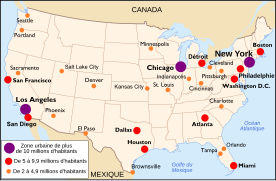 CANADA
Seattle
Portland
Minneapolis
Boston
Détroit
New York
Sacramento
Salt Lake City
Chicago
Cleveland
Philadelphie
San Francisco
Denver
Indianapolis
Pittsburgh
Washington D.C.
Kansas City
St. Louis
Cincinnati
Los Angeles
Charlotte
Phoenix
San Diego
Dallas
Atlanta
Océan
Atlantique
El Paso
Houston
Tampa
Orlando
Zone urbaine de plus
de 10 millions d'habitants
De 5 à 9,9 millions d'habitants
De 2 à 4,9 millions d'habitants
Golfe du
Mexique
Miami
Brownsville
MEXIQUE